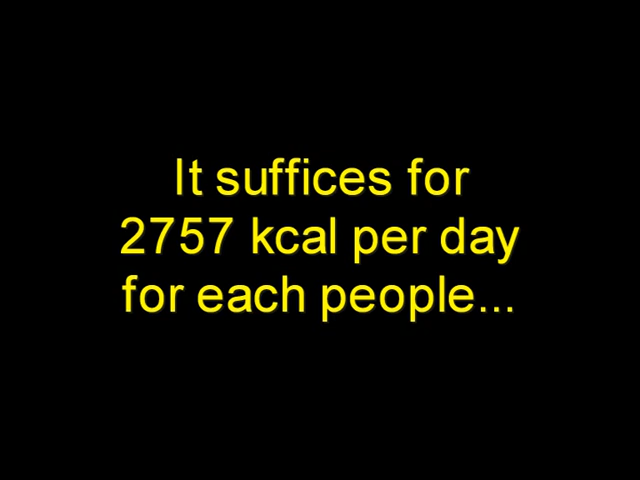 It suffices for
2757 kcal per day
for each people...